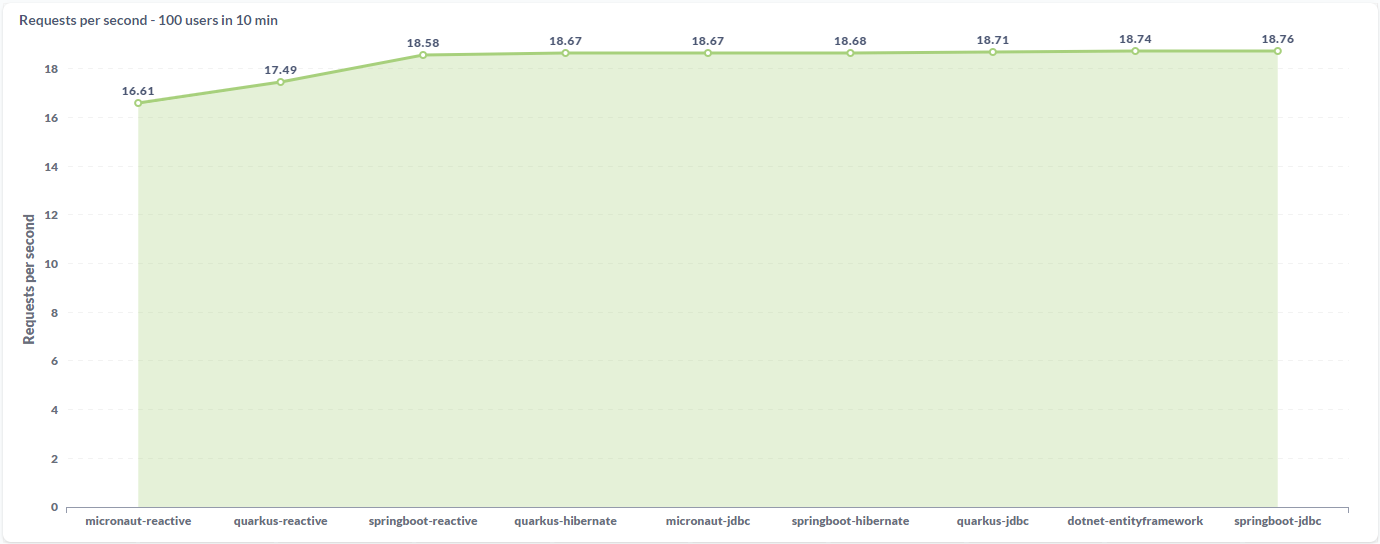 Requests per second - 100 users in 10 min
16.61
17.49
18.58
18.67
18.67
18.68
18.71
18.74
18.76
18
16
14
12
10
8
6
4
2
0
Requests per second
micronaut-reactive
quarkus-reactive
springboot-reactive
quarkus-hibernate
micronaut-jdbc
springboot-hibernate
quarkus-jdbc
dotnet-entityframework
springboot-jdbc